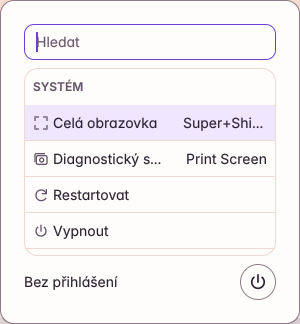 Hledat
SYSTÉM
Celá obrazovka Super+Shi...
Diagnostický s... Print Screen
Restartovat
Vypnout
Bez přihlášení